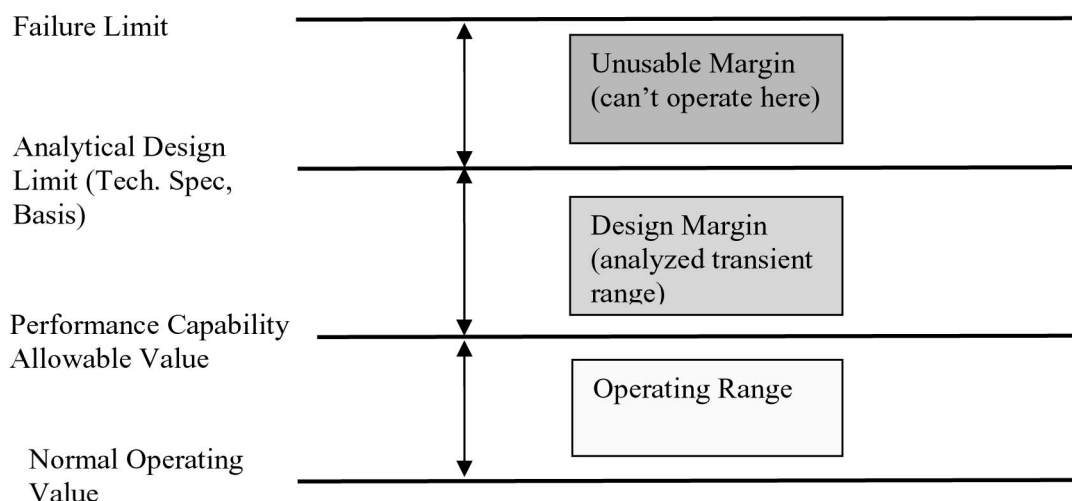 Failure Limit
Unusable Margin
(can’t operate here)
Analytical Design
Limit (Tech. Spec,
Basis)
Design Margin
(analyzed transient
range)
Performance Capability
Allowable Value
Operating Range
Normal Operating
Value